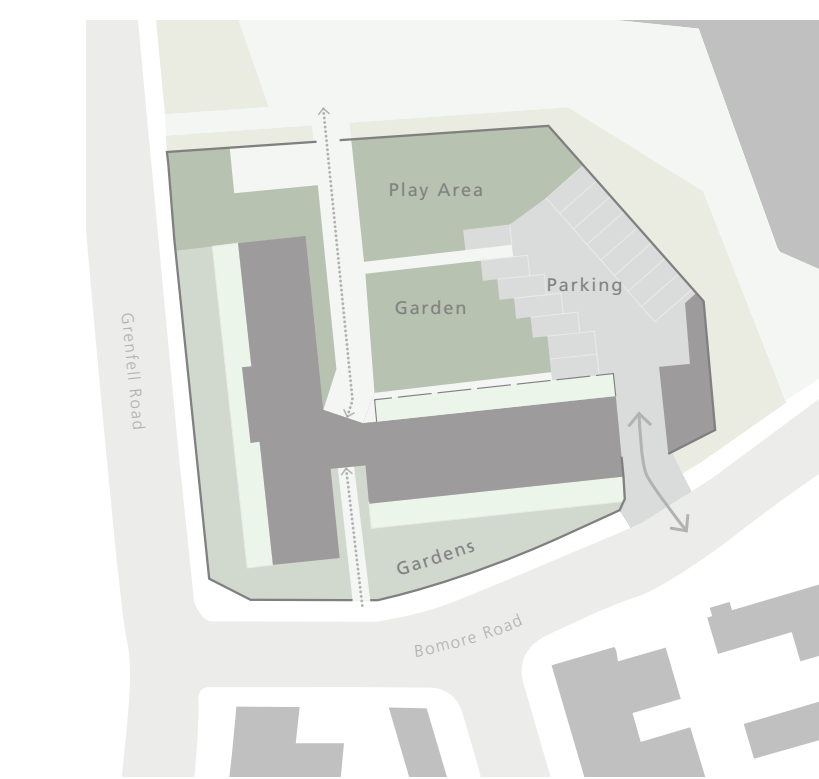 Play Area
Parking
Garden
Grenfell Road
Gardens
Bomore Road